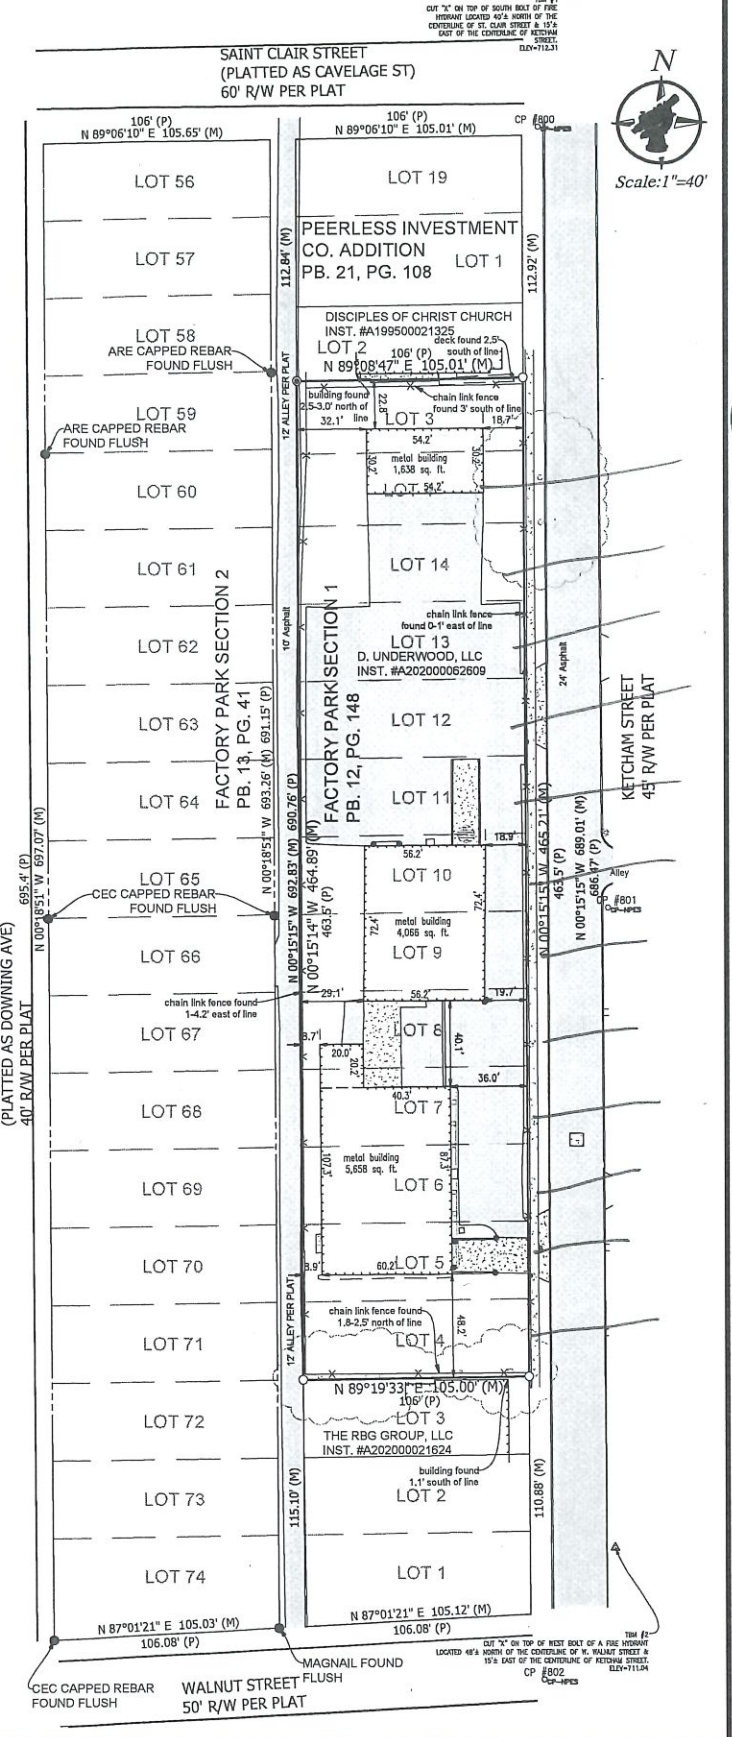 CUT "X" ON TOP OF SOUTH BOLT OF FIRE
HYDRANT LOCATED 40'± NORTH OF THE
CENTERLINE OF ST. CLAIR STREET & 15'±
EAST OF THE CENTERLINE OF KETCHAM
STREET.
ELEV=712.31
SAINT CLAIR STREET
(PLATTED AS CAVELAGE ST)
60' R/W PER PLAT
N
Scale:1"=40'
106' (P)
N 89°06'10" E 105.65' (M)
106' (P)
N 89°06'10" E 105.01' (M)
CP #800
LOT 56
LOT 19
PEERLESS INVESTMENT
CO. ADDITION
PB. 21, PG. 108
LOT 57
LOT 1
112.84' (M)
112.92' (M)
DISCIPLES OF CHRIST CHURCH
INST. #A199500021325
LOT 58
LOT 2
deck found 2.5'
south of line
ARE CAPPED REBAR
FOUND FLUSH
106' (P)
N 89°08'47" E 105.01' (M)
12' ALLEY PER PLAT
building found
2.5-3.0' north of
line
chain link fence
found 3' south of line
22.8'
LOT 59
LOT 3
32.1'
18.7'
ARE CAPPED REBAR
FOUND FLUSH
54.2'
metal building
1,638 sq. ft.
30.2'
30.2'
54.2'
LOT 60
LOT 61
LOT 14
FACTORY PARK SECTION 2
PB. 13, PG. 41
FACTORY PARK SECTION 1
PB. 12, PG. 148
10' Asphalt
chain link fence
found 0-1' east of line
LOT 62
LOT 13
D. UNDERWOOD, LLC
INST. #A202000062609
24' Asphalt
LOT 63
LOT 12
KETCHAM STREET
45' R/W PER PLAT
LOT 64
LOT 11
N 00°18'51" W 693.26' (M) 691.15' (P)
N 00°15'15" W 692.83' (M) 690.76' (P)
N 00°15'14" W 464.89' (M)
463.5' (P)
N 00°15'15" W 465.21' (M)
463.5' (P)
N 00°15'15" W 689.01' (M)
686.47' (P)
695.4' (P)
N 00°18'51" W 697.07' (M)
18.9'
56.2'
LOT 65
LOT 10
Alley
CP #801
CEC CAPPED REBAR
FOUND FLUSH
72.4'
metal building
4,066 sq. ft.
72.4'
LOT 66
LOT 9
29.1'
56.2'
19.7'
chain link fence found
1-4.2' east of line
(PLATTED AS DOWNING AVE)
40' R/W PER PLAT
LOT 67
LOT 8
8.7'
20.0'
20.2'
40.1'
36.0'
40.3'
LOT 68
LOT 7
107.3'
metal building
5,658 sq. ft.
87.3'
LOT 69
LOT 6
LOT 70
LOT 5
60.2'
12' ALLEY PER PLAT
chain link fence found
1.8-2.5' north of line
48.2'
LOT 71
LOT 4
N 89°19'33" E 105.00' (M)
106' (P)
LOT 72
LOT 3
THE RBG GROUP, LLC
INST. #A202000021624
building found
1.1' south of line
115.10' (M)
110.88' (M)
LOT 73
LOT 2
LOT 74
LOT 1
N 87°01'21" E 105.03' (M)
106.08' (P)
N 87°01'21" E 105.12' (M)
106.08' (P)
TBM #2
CUT "X" ON TOP OF WEST BOLT OF A FIRE HYDRANT
LOCATED 48'± NORTH OF THE CENTERLINE OF W. WALNUT STREET &
15'± EAST OF THE CENTERLINE OF KETCHAM STREET.
ELEV=711.04
CP #802
MAGNAIL FOUND
FLUSH
CEC CAPPED REBAR
FOUND FLUSH
WALNUT STREET
50' R/W PER PLAT